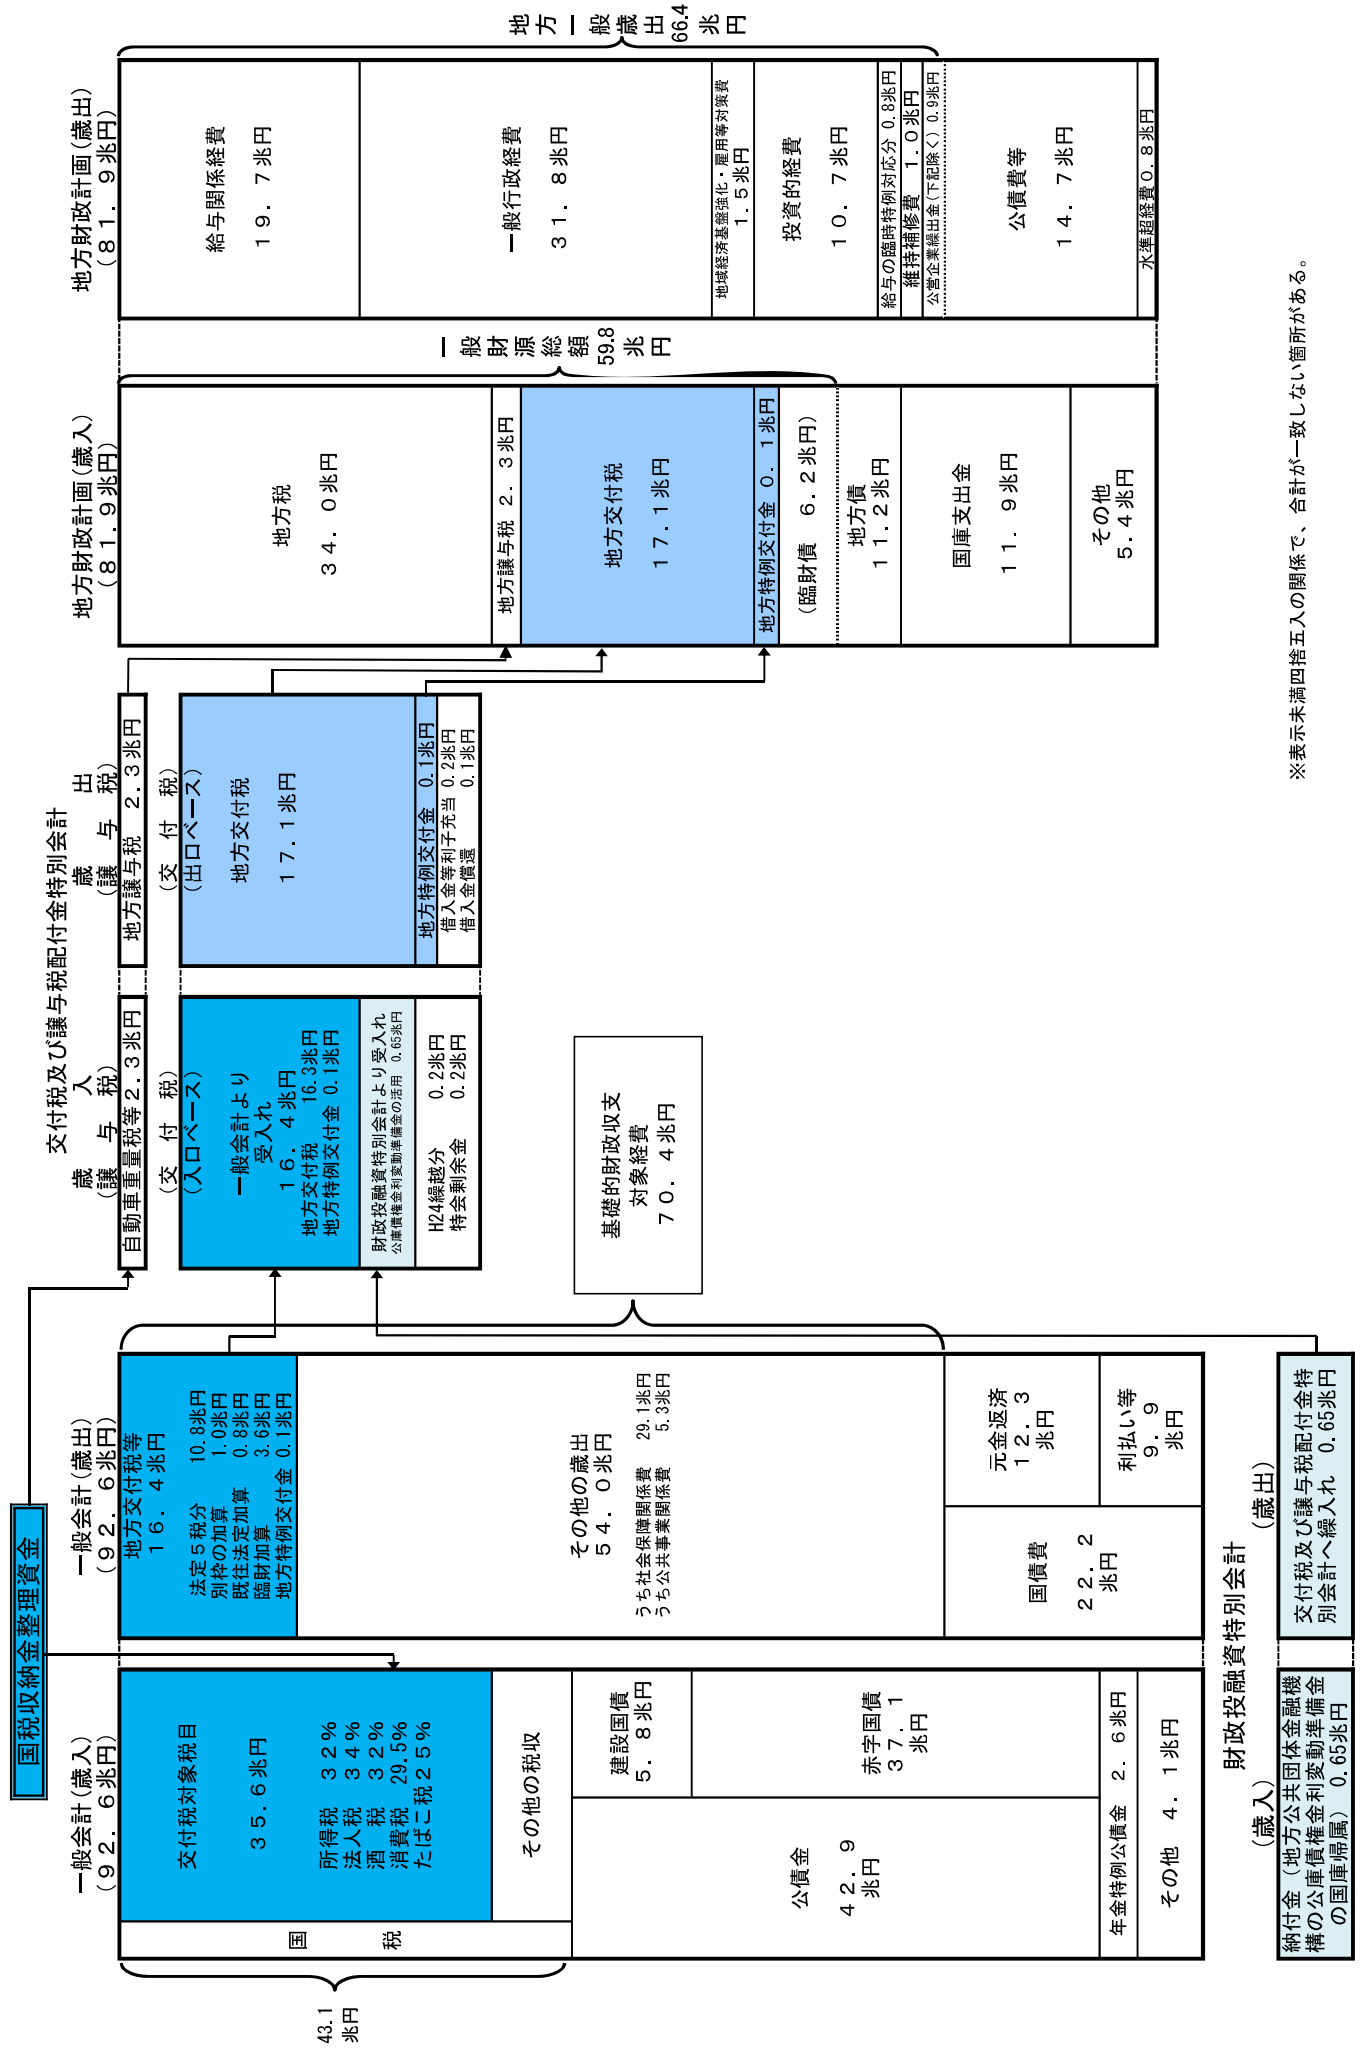 国税収納金整理資金
43.1
兆円
一般会計(歳入)
(９２．６兆円)
国　税
交付税対象税目
３５.６兆円
所得税　３２％
法人税　３４％
酒　税　３２％
消費税　29.5%
たばこ税２５％
その他の税収
公債金
４２．９
兆円
建設国債
５．８兆円
赤字国債
３７．１
兆円
年金特例公債金　２．６兆円
その他　４．１兆円
一般会計(歳出)
(９２．６兆円)
地方交付税等
１６．４兆円
法定５税分　10.8兆円
別枠の加算　1.0兆円
既往法定加算　0.8兆円
臨財加算　3.6兆円
地方特例交付金 0.1兆円
その他の歳出
５４．０兆円
うち社会保障関係費　29.1兆円
うち公共事業関係費　5.3兆円
国債費
２２．２
兆円
元金返済
１２．３
兆円
利払い等
９．９
兆円
基礎的財政収支
対象経費
７０．４兆円
財政投融資特別会計
(歳入)
納付金（地方公共団体金融機
構の公庫債権金利変動準備金
の国庫帰属）0.65兆円
(歳出)
交付税及び譲与税配付金特
別会計へ繰入れ　0.65兆円
交付税及び譲与税配付金特別会計
歳　入
(譲　与　税)
自動車重量税等２.３兆円
(交　付　税)
(入口ベース)
一般会計より
受入れ
１６．４兆円
地方交付税　16.3兆円
地方特例交付金 0.1兆円
財政投融資特別会計より受入れ
公庫債権金利変動準備金の活用　0.65兆円
H24繰越分　0.2兆円
特会剰余金　0.2兆円
歳　出
(譲　与　税)
地方譲与税　２.３兆円
(交　付　税)
(出口ベース)
地方交付税
１７.１兆円
地方特例交付金　0.1兆円
借入金等利子充当 0.2兆円
借入金償還　0.1兆円
地方財政計画(歳入)
(８１.９兆円)
地方税
３４．０兆円
地方譲与税　２．３兆円
地方交付税
１７.１兆円
地方特例交付金　０．１兆円
(臨財債　６.２兆円)
地方債
１１.２兆円
国庫支出金
１１．９兆円
その他
５.４兆円
一般財源総額59.8兆円
地方財政計画(歳出)
(８１．９兆円)
給与関係経費
１９．７兆円
一般行政経費
３１．８兆円
地域経済基盤強化・雇用等対策費
１.５兆円
投資的経費
１０．７兆円
給与の臨時特例対応分 0.8兆円
維持補修費　１.０兆円
公営企業繰出金(下記除く) 0.9兆円
公債費等
１４．７兆円
水準超経費０.８兆円
地方一般歳出66.4兆円
※表示未満四捨五入の関係で、合計が一致しない箇所がある。